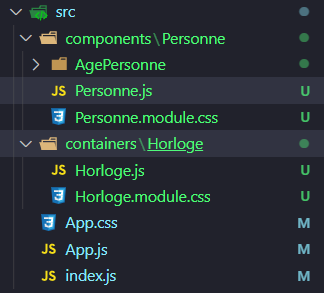 src
components\Personne
AgePersonne
JS Personne.js U
Personne.module.css U
containers\Horloge
JS Horloge.js U
Horloge.module.css U
App.css M
JS App.js M
JS index.js M